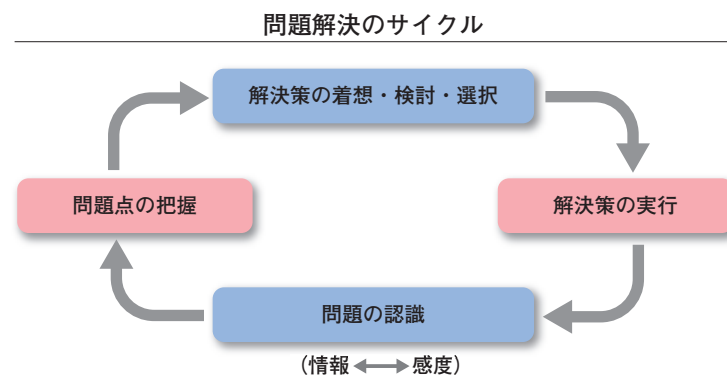 問題解決のサイクル
解決策の着想・検討・選択
問題点の把握
解決策の実行
問題の認識
(情報⟷感度)